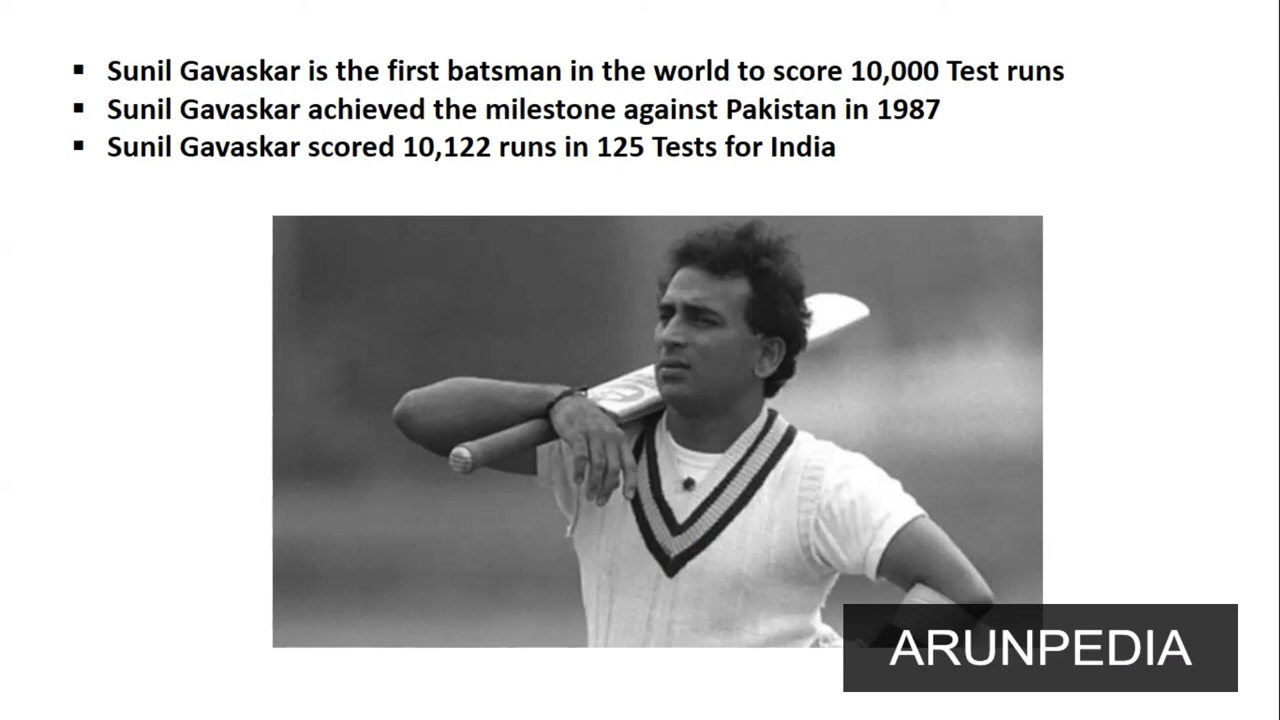 ▪ Sunil Gavaskar is the first batsman in the world to score 10,000 Test runs
▪ Sunil Gavaskar achieved the milestone against Pakistan in 1987
▪ Sunil Gavaskar scored 10,122 runs in 125 Tests for India
ARUNPEDIA